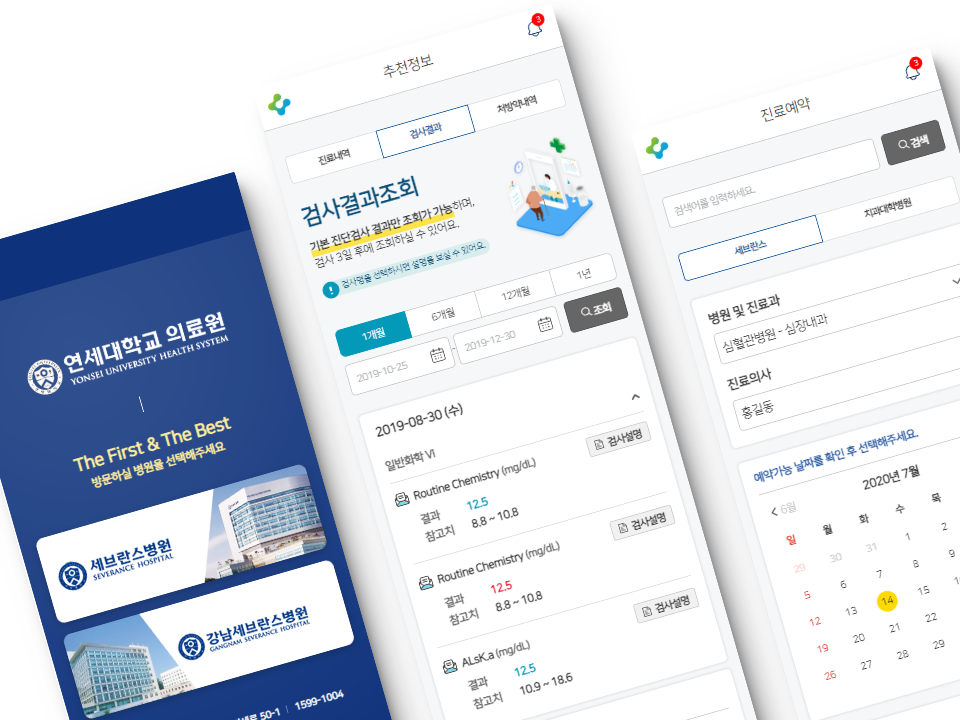 연세대학교 의료원
YONSEI UNIVERSITY HEALTH SYSTEM
The First & The Best
방문하실 병원을 선택해주세요
세브란스병원
SEVERANCE HOSPITAL
강남세브란스병원
GANGNAM SEVERANCE HOSPITAL
50-1 | 1599-1004
3
추천정보
진료내역
검사결과
처방약내역
검사결과조회
기본 진단검사 결과만 조회가 가능하며,
검사 3일 후에 조회하실 수 있어요.
! 검사명을 선택하시면 설명을 보실 수 있어요.
1개월
6개월
12개월
1년
2019-10-25
-
2019-12-30
조회
2019-08-30 (수)
일반화학 VI
검사설명
Routine Chemistry (mg/dL)
결과 12.5
참고치 8.8 ~ 10.8
검사설명
Routine Chemistry (mg/dL)
결과 12.5
참고치 8.8 ~ 10.8
검사설명
ALsK.a (mg/dL)
결과 12.5
참고치 10.9 ~ 18.6
3
진료예약
검색어를 입력하세요.
검색
세브란스
치과대학병원
병원 및 진료과
심혈관병원 - 심장내과
진료의사
홍길동
예약가능 날짜를 확인 후 선택해주세요.
< 6월
2020년 7월
일 월 화 수 목
29 30 31 1 2
5 6 7 8 9
12 13 14 15
19 20 21 22
26 27 28 29